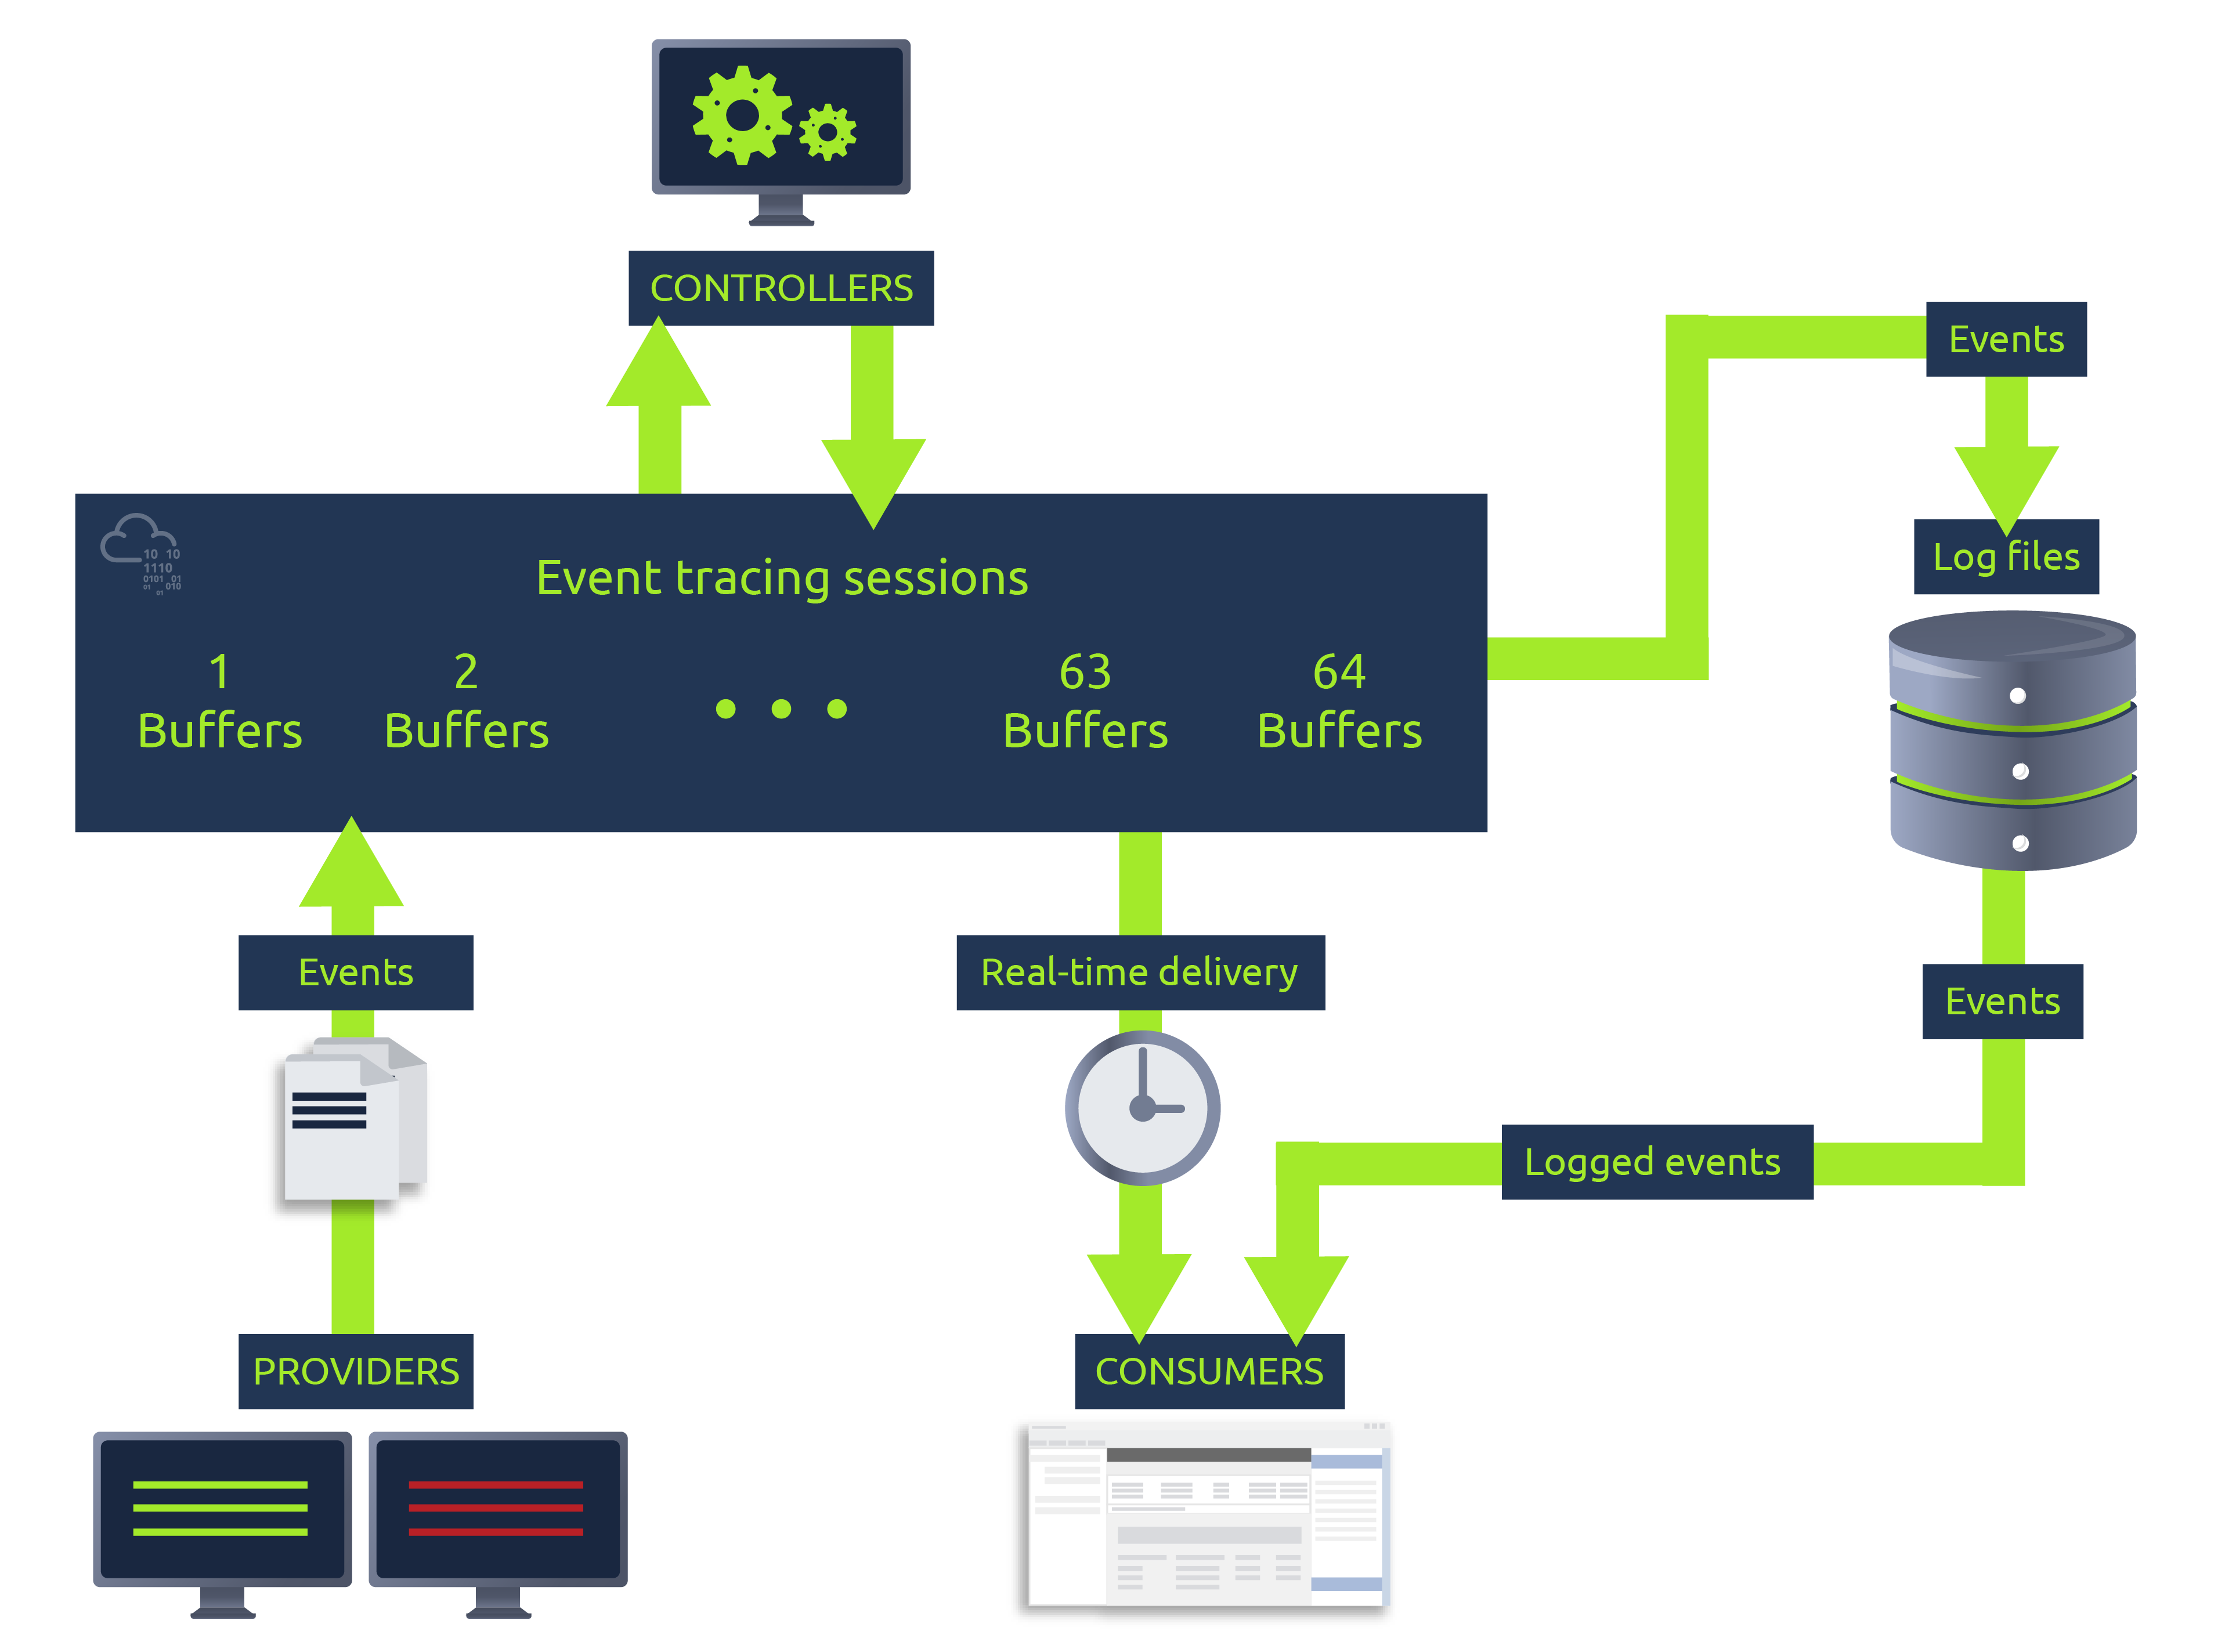 CONTROLLERS
Events
Log files
10 10
1110
0101 01
01 010
01
Event tracing sessions
1
Buffers
2
Buffers
63
Buffers
64
Buffers
Events
Real-time delivery
Events
Logged events
PROVIDERS
CONSUMERS